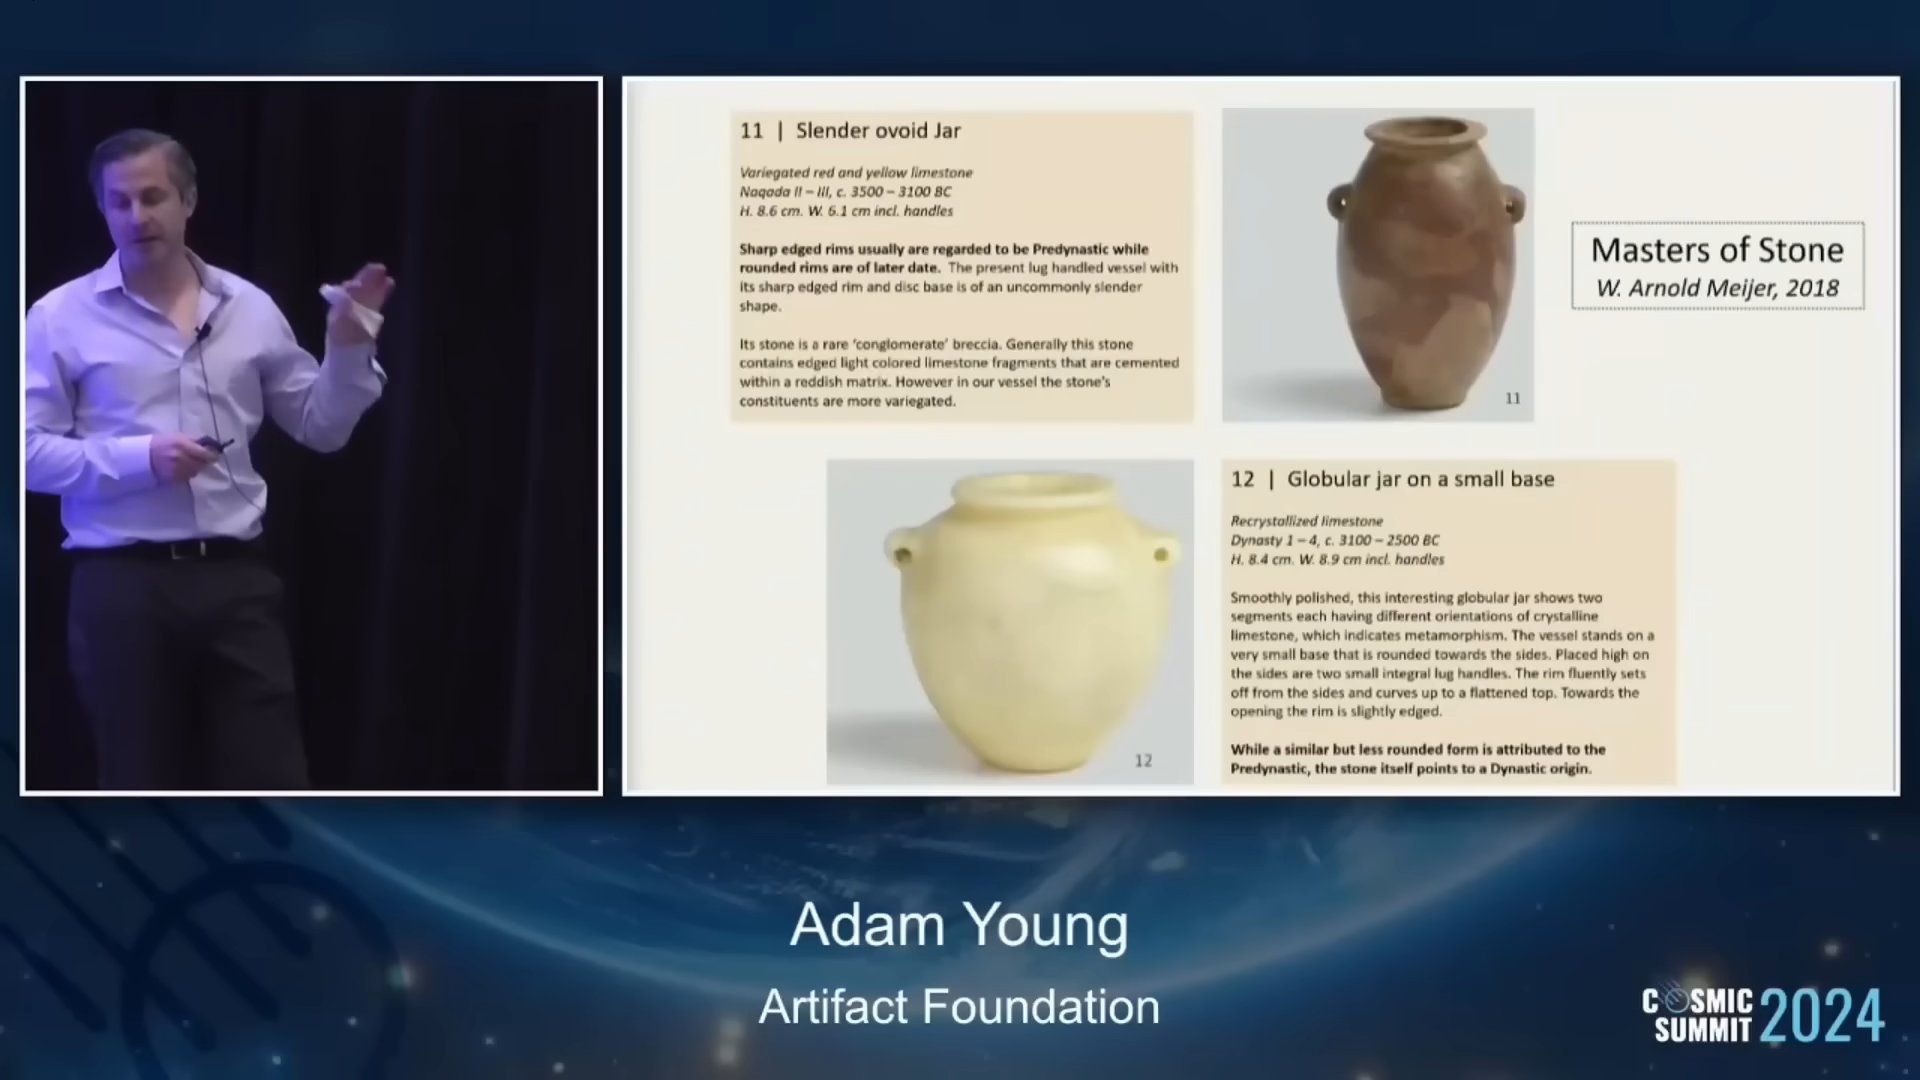 11 | Slender ovoid Jar
Variegated red and yellow limestone
Naqada II – III, c. 3500 – 3100 BC
H. 8.6 cm. W. 6.1 cm incl. handles
Sharp edged rims usually are regarded to be Predynastic while
rounded rims are of later date. The present lug handled vessel with
its sharp edged rim and disc base is of an uncommonly slender
shape.
Its stone is a rare ‘conglomerate’ breccia. Generally this stone
contains edged light colored limestone fragments that are cemented
within a reddish matrix. However in our vessel the stone's
constituents are more variegated.
11
Masters of Stone
W. Arnold Meijer, 2018
12
12 | Globular jar on a small base
Recrystallized limestone
Dynasty 1 – 4, c. 3100 – 2500 BC
H. 8.4 cm. W. 8.9 cm incl. handles
Smoothly polished, this interesting globular jar shows two
segments each having different orientations of crystalline
limestone, which indicates metamorphism. The vessel stands on a
very small base that is rounded towards the sides. Placed high on
the sides are two small integral lug handles. The rim fluently sets
off from the sides and curves up to a flattened top. Towards the
opening the rim is slightly edged.
While a similar but less rounded form is attributed to the
Predynastic, the stone itself points to a Dynastic origin.
Adam Young
Artifact Foundation
COSMIC
SUMMIT 2024